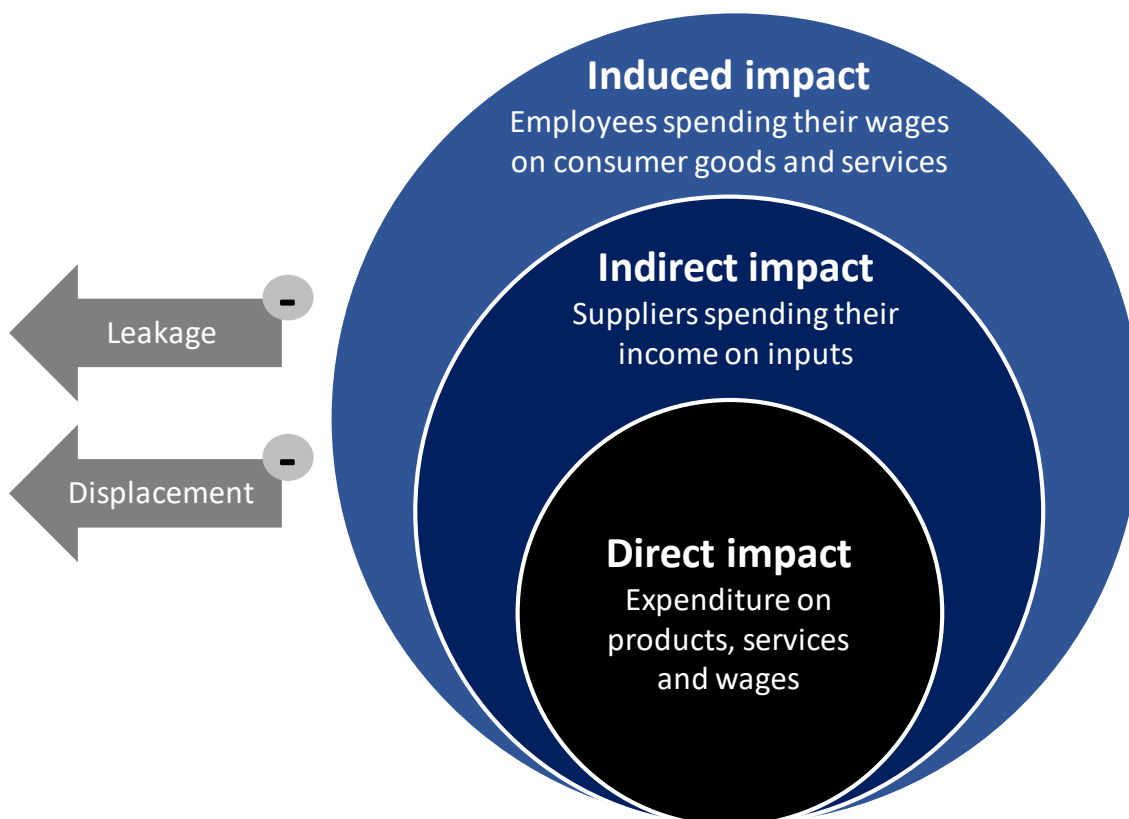 Induced impact
Employees spending their wages
on consumer goods and services
Indirect impact
Suppliers spending their
income on inputs
-
Leakage
-
Displacement
Direct impact
Expenditure on
products, services
and wages